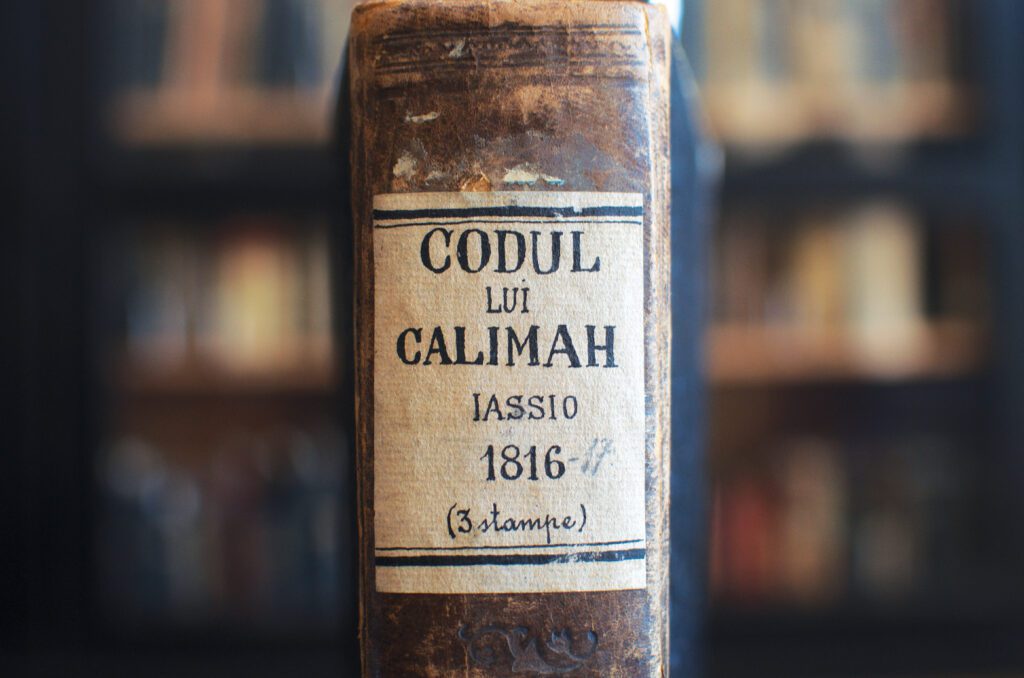 CODUL
LUI
CALIMAH
IASSIO
1816-17
(3 stampe)